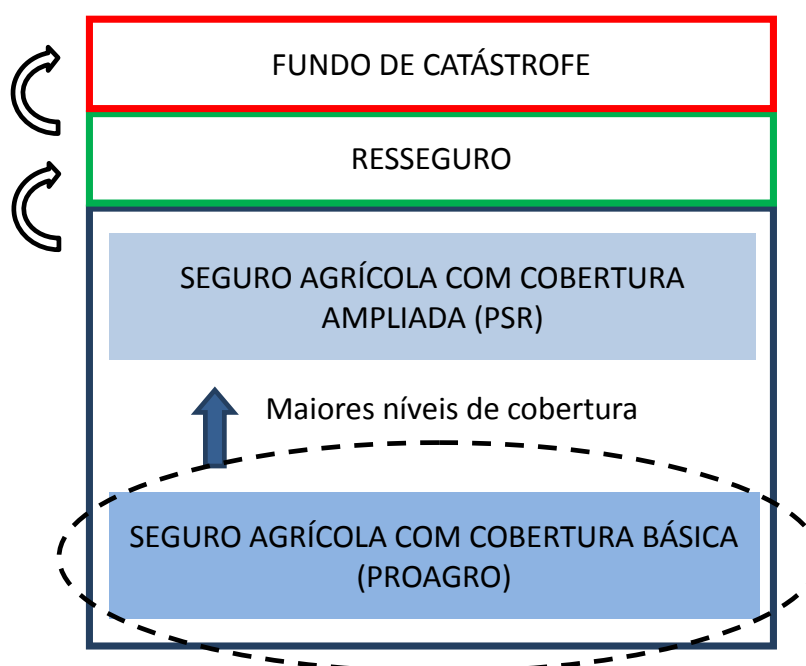 FUNDO DE CATÁSTROFE
RESSEGURO
SEGURO AGRÍCOLA COM COBERTURA
AMPLIADA (PSR)
Maiores níveis de cobertura
SEGURO AGRÍCOLA COM COBERTURA BÁSICA
(PROAGRO)